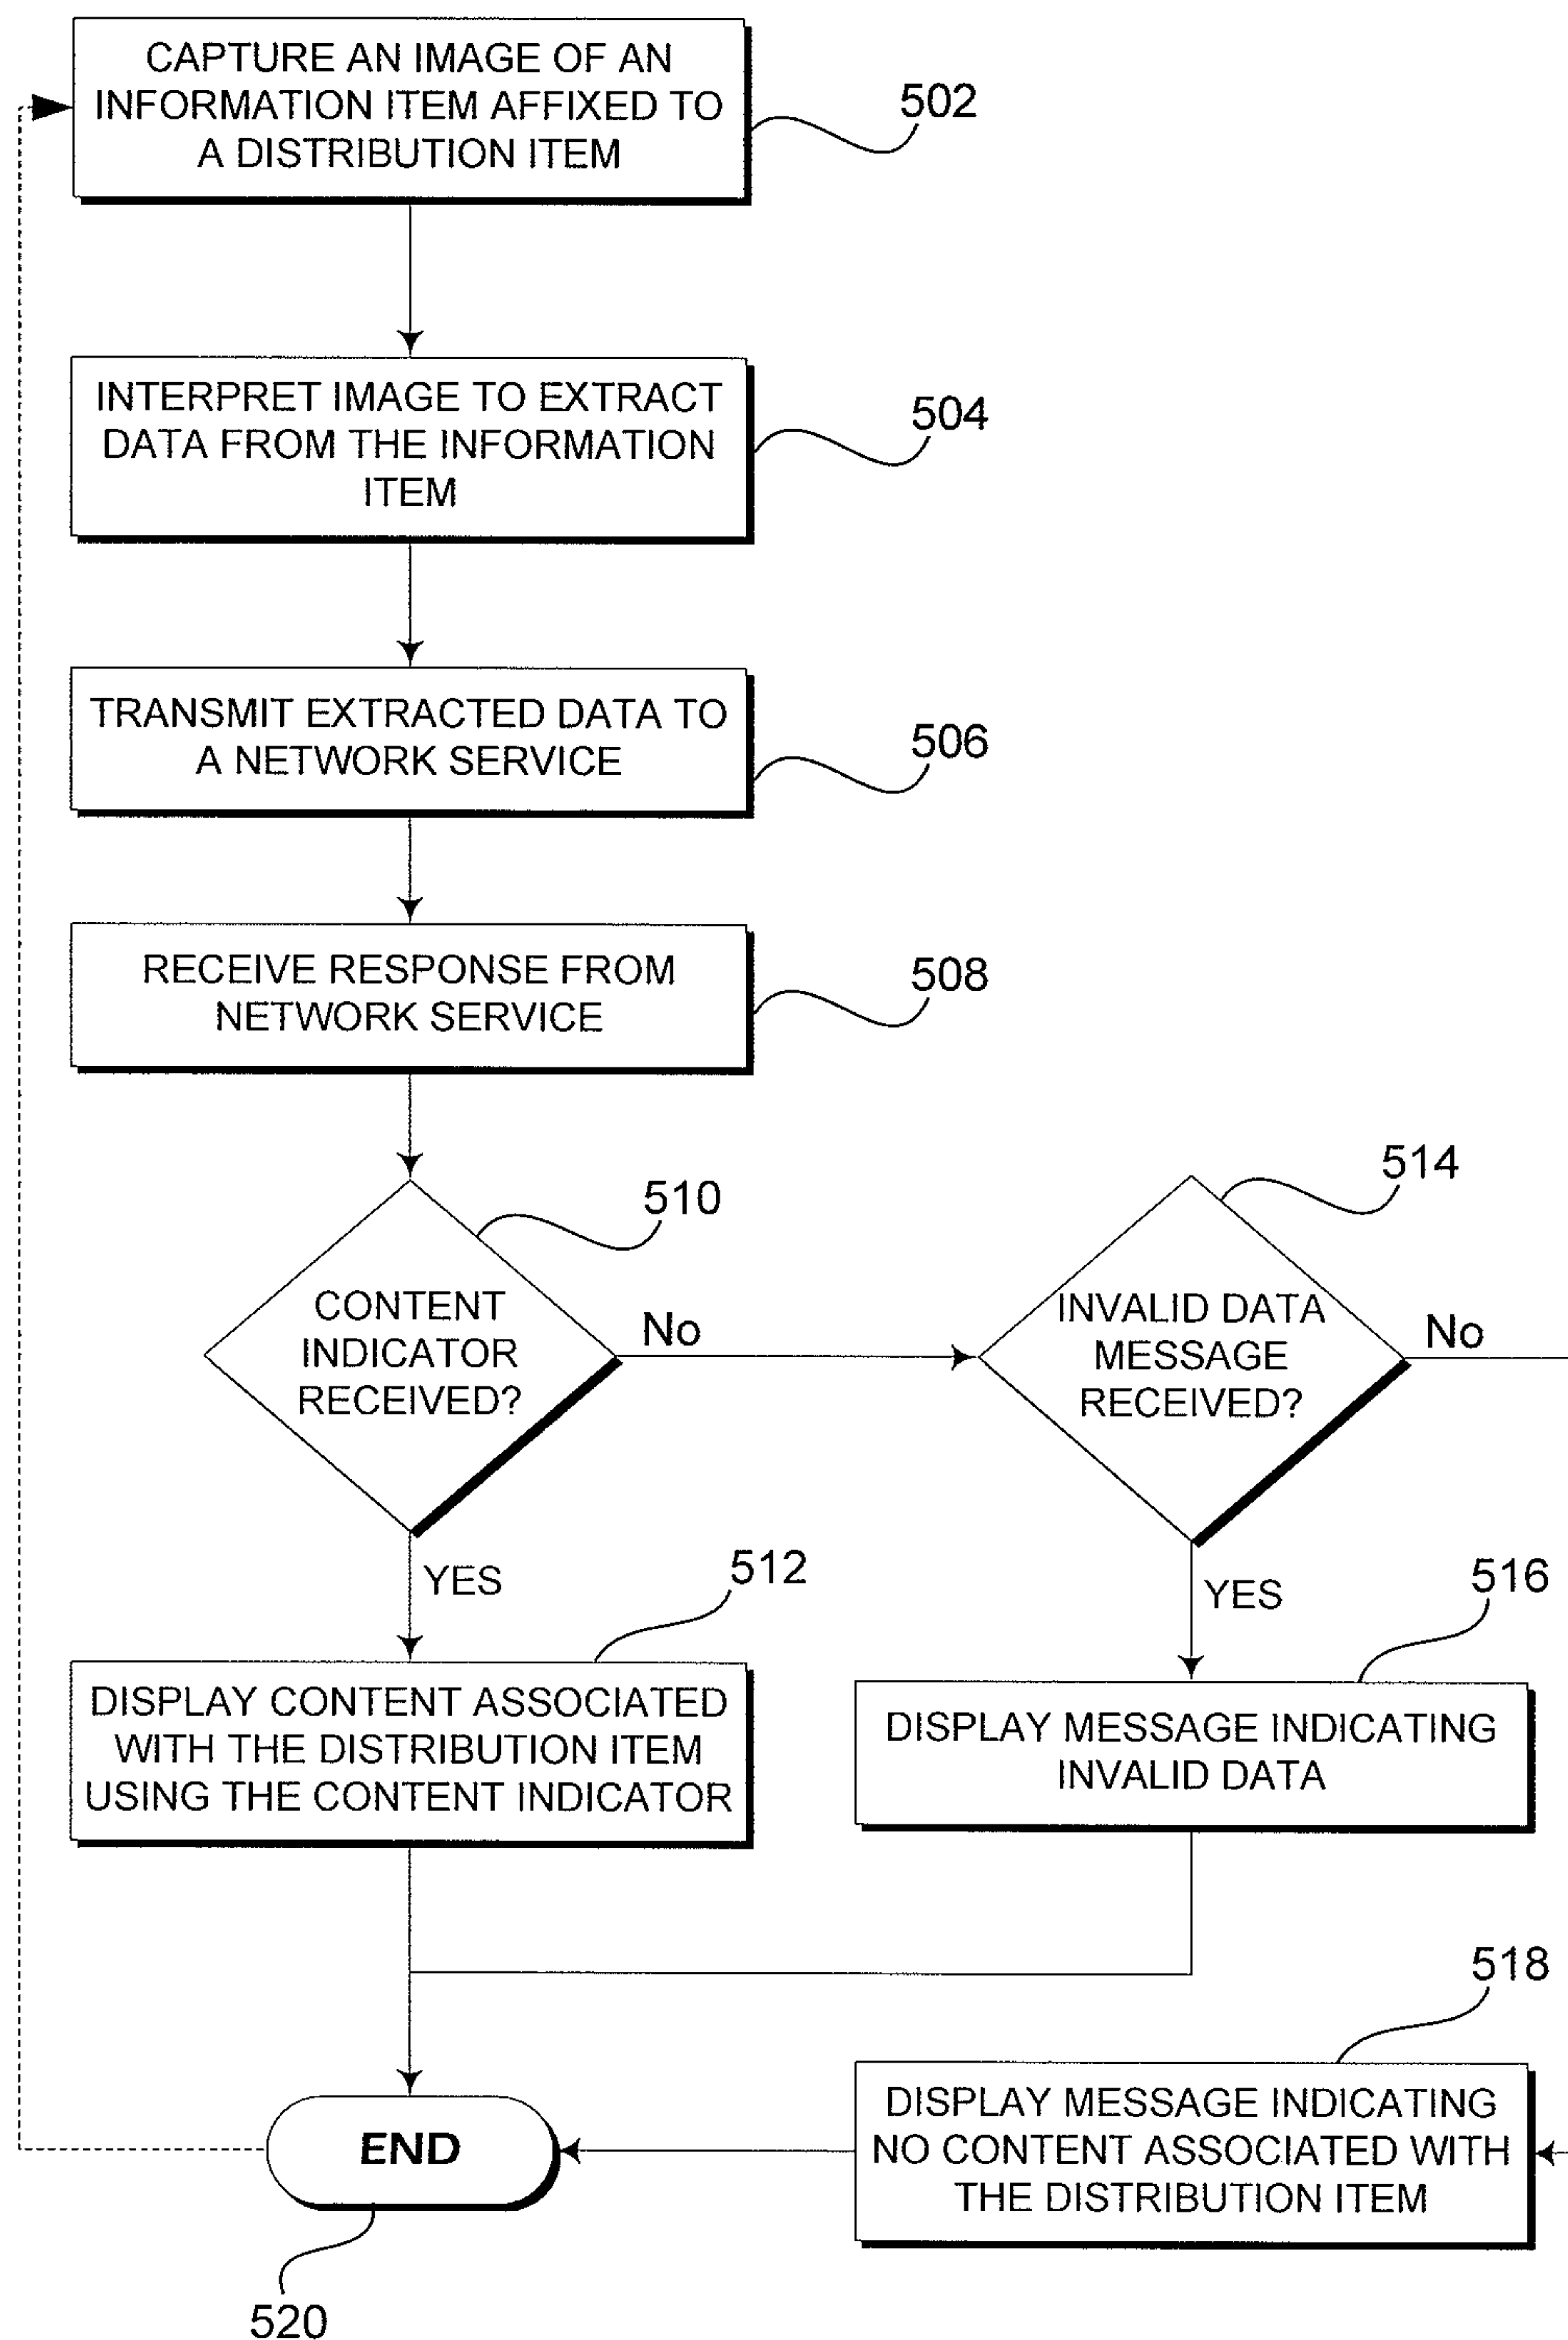 CAPTURE AN IMAGE OF AN
INFORMATION ITEM AFFIXED TO
A DISTRIBUTION ITEM
502
INTERPRET IMAGE TO EXTRACT
DATA FROM THE INFORMATION
ITEM
504
TRANSMIT EXTRACTED DATA TO
A NETWORK SERVICE
506
RECEIVE RESPONSE FROM
NETWORK SERVICE
508
510
CONTENT
INDICATOR
RECEIVED?
No
YES
514
INVALID DATA
MESSAGE
RECEIVED?
No
YES
512
DISPLAY CONTENT ASSOCIATED
WITH THE DISTRIBUTION ITEM
USING THE CONTENT INDICATOR
516
DISPLAY MESSAGE INDICATING
INVALID DATA
518
DISPLAY MESSAGE INDICATING
NO CONTENT ASSOCIATED WITH
THE DISTRIBUTION ITEM
END
520